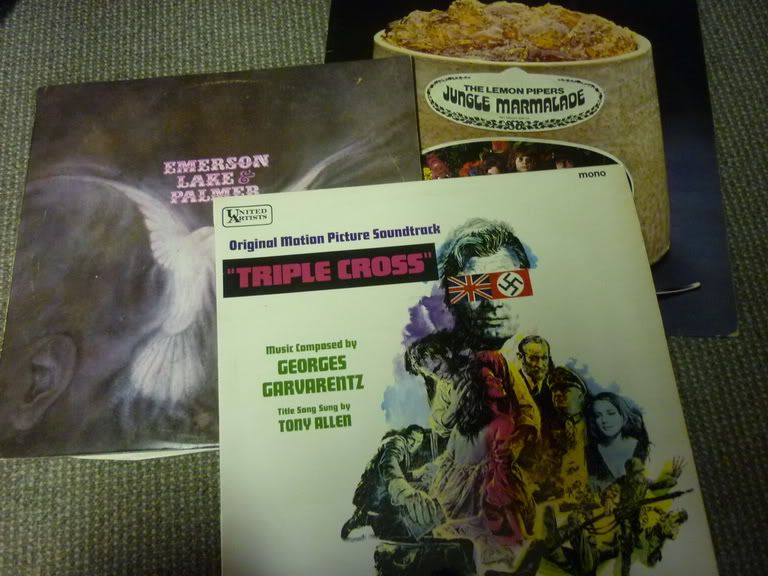 THE LEMON PIPERS
JUNGLE MARMALADE
EMERSON
LAKE &
PALMER
mono
UNITED
ARTISTS
Original Motion Picture Soundtrack
"TRIPLE CROSS"
Music Composed by
GEORGES
GARVARENTZ
Title Song Sung by
TONY ALLEN